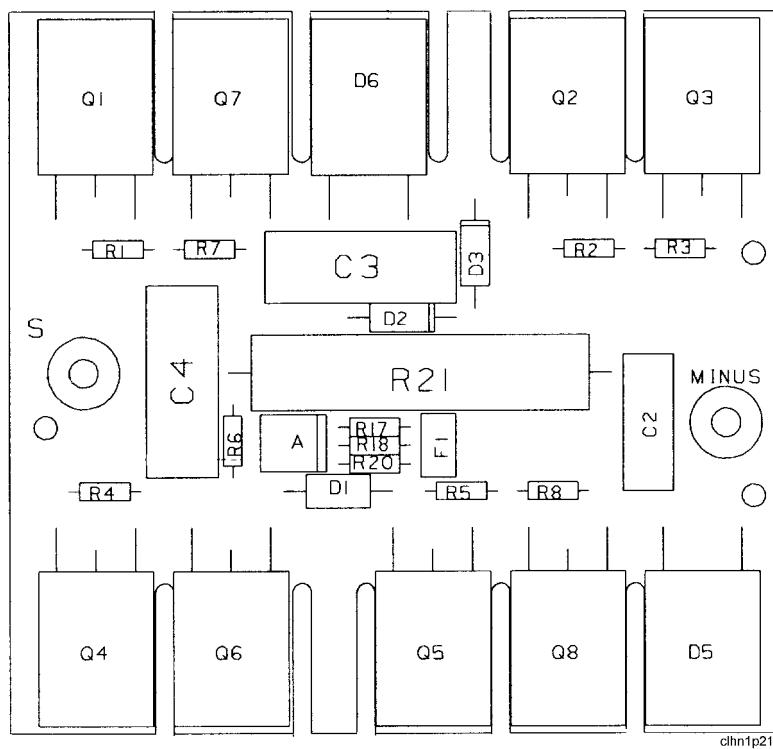 Q1 Q7 D6 Q2 Q3
R1 R7 C3 D3 R2 R3
D2
S C4 R21 MINUS
R6 A R17 F1 C2
R18
R20
R4 D1 R5 R8
Q4 Q6 Q5 Q8 D5
clhn1p21